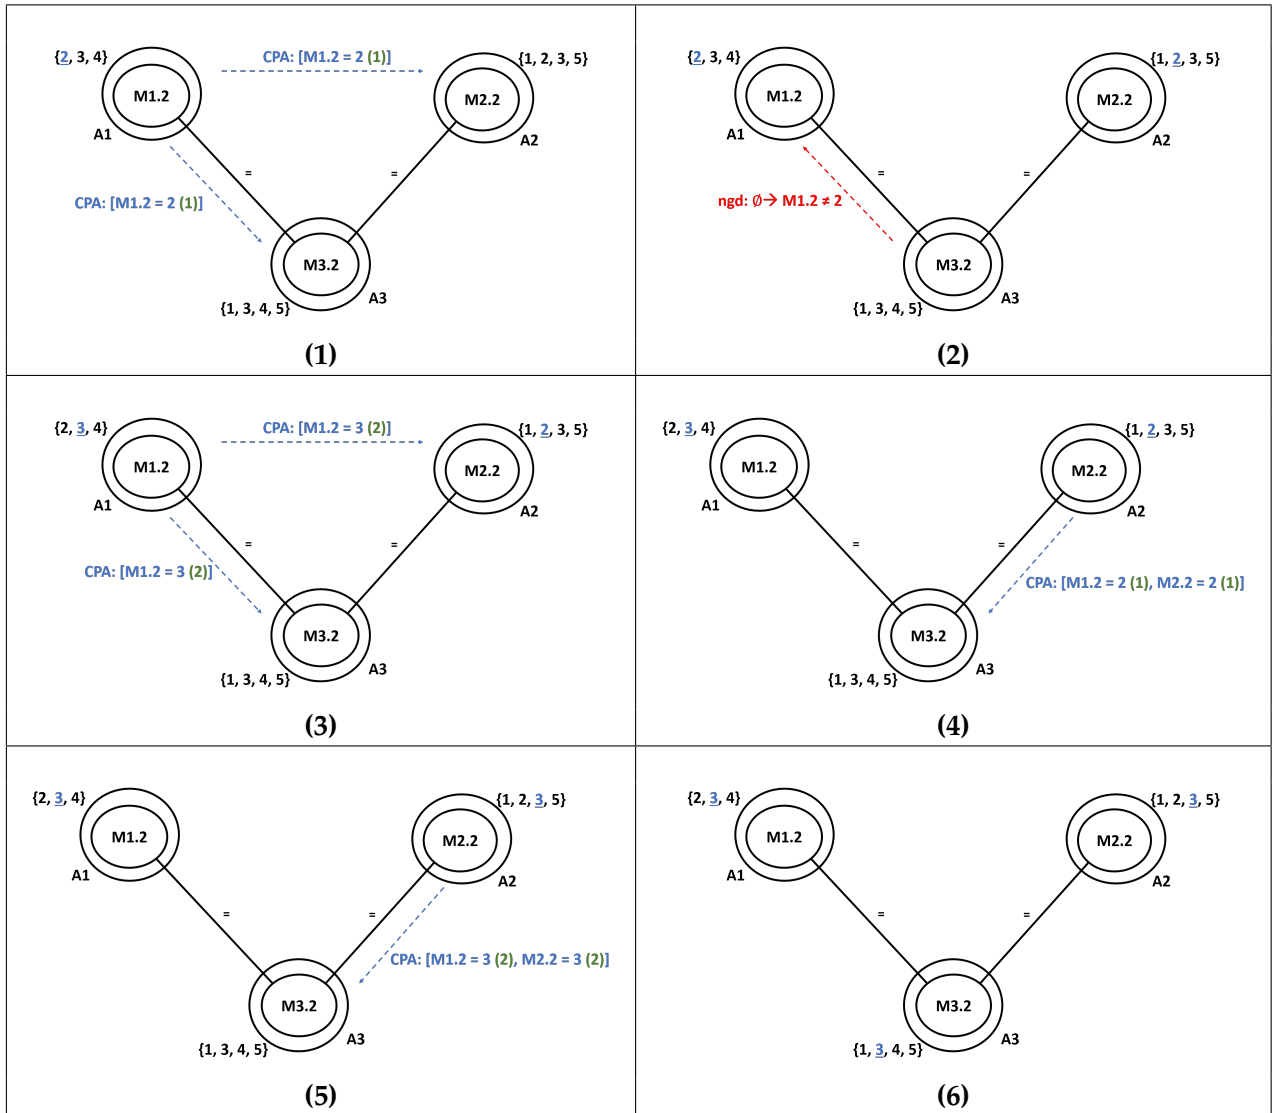 {2, 3, 4}
CPA: [M1.2 = 2 (1)]
{1, 2, 3, 5}
M1.2
M2.2
A1
A2
=
=
CPA: [M1.2 = 2 (1)]
M3.2
A3
{1, 3, 4, 5}
(1)
{2, 3, 4}
{1, 2, 3, 5}
M1.2
M2.2
A1
A2
=
=
ngd: ∅→ M1.2 ≠ 2
M3.2
A3
{1, 3, 4, 5}
(2)
{2, 3, 4}
CPA: [M1.2 = 3 (2)]
{1, 2, 3, 5}
M1.2
M2.2
A1
A2
=
=
CPA: [M1.2 = 3 (2)]
M3.2
A3
{1, 3, 4, 5}
(3)
{2, 3, 4}
{1, 2, 3, 5}
M1.2
M2.2
A1
A2
=
=
CPA: [M1.2 = 2 (1), M2.2 = 2 (1)]
M3.2
A3
{1, 3, 4, 5}
(4)
{2, 3, 4}
{1, 2, 3, 5}
M1.2
M2.2
A1
A2
=
=
CPA: [M1.2 = 3 (2), M2.2 = 3 (2)]
M3.2
A3
{1, 3, 4, 5}
(5)
{2, 3, 4}
{1, 2, 3, 5}
M1.2
M2.2
A1
A2
=
=
M3.2
A3
{1, 3, 4, 5}
(6)